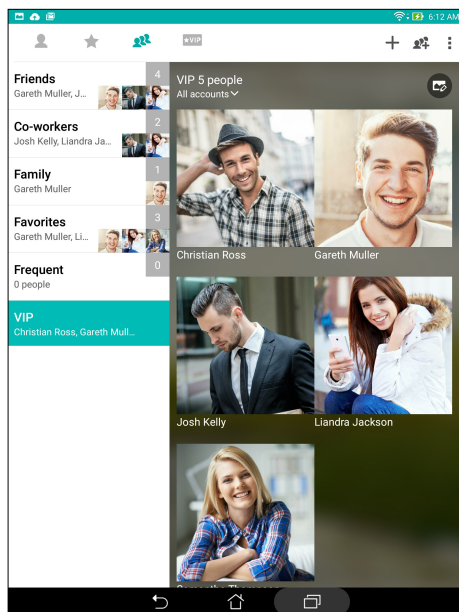 6:12 AM
VIP
Friends
4
Gareth Muller, J...
Co-workers
2
Josh Kelly, Liandra Ja...
Family
1
Gareth Muller
Favorites
3
Gareth Muller, Li...
Frequent
0
0 people
VIP
Christian Ross, Gareth Mull...
VIP 5 people
All accounts
Christian Ross
Gareth Muller
Josh Kelly
Liandra Jackson